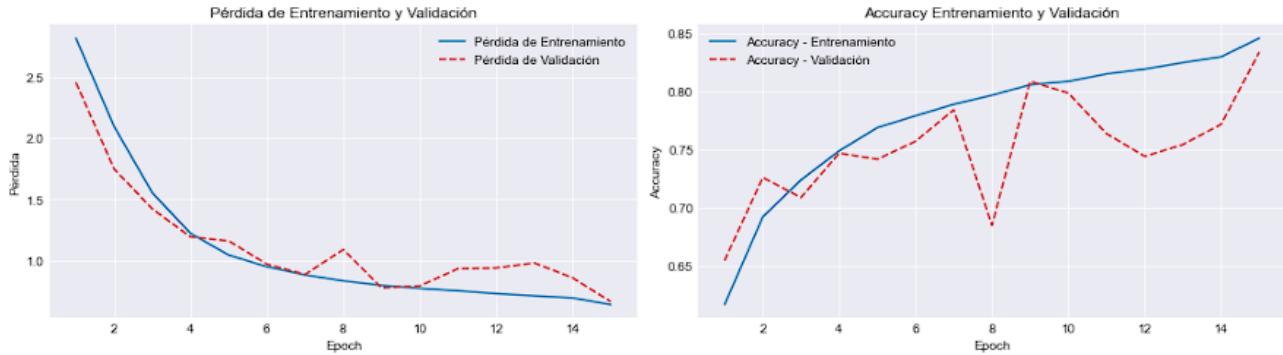 Pérdida de Entrenamiento y Validación
Pérdida de Entrenamiento
Pérdida de Validación
2.5
2.0
1.5
1.0
Pérdida
2 4 6 8 10 12 14
Epoch
Accuracy Entrenamiento y Validación
Accuracy - Entrenamiento
Accuracy - Validación
0.85
0.80
0.75
0.70
0.65
Accuracy
2 4 6 8 10 12 14
Epoch